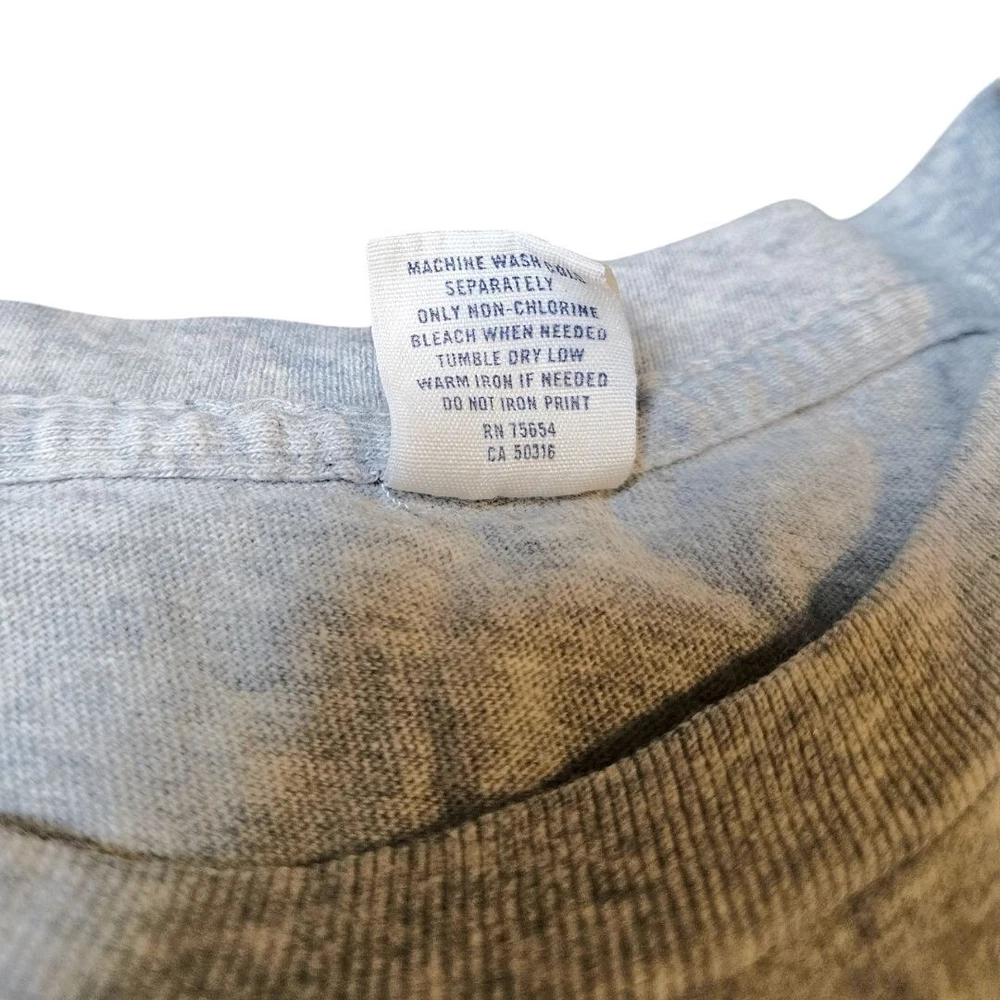 MACHINE WASH COLD
SEPARATELY
ONLY NON-CHLORINE
BLEACH WHEN NEEDED
TUMBLE DRY LOW
WARM IRON IF NEEDED
DO NOT IRON PRINT
RN 75654
CA 50316